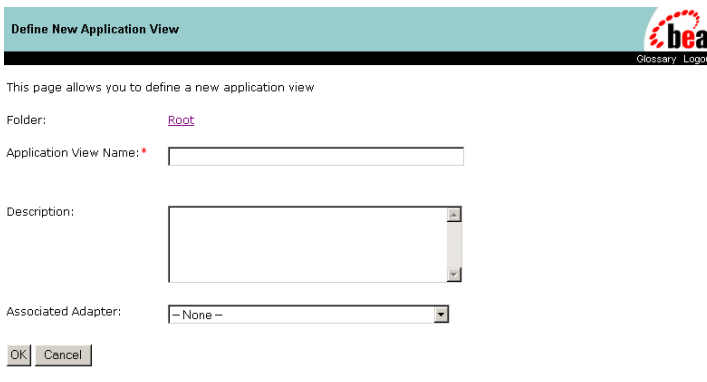 Define New Application View
bea
Glossary Logou
This page allows you to define a new application view
Folder: Root
Application View Name:*
Description:
Associated Adapter: – None –
OK Cancel